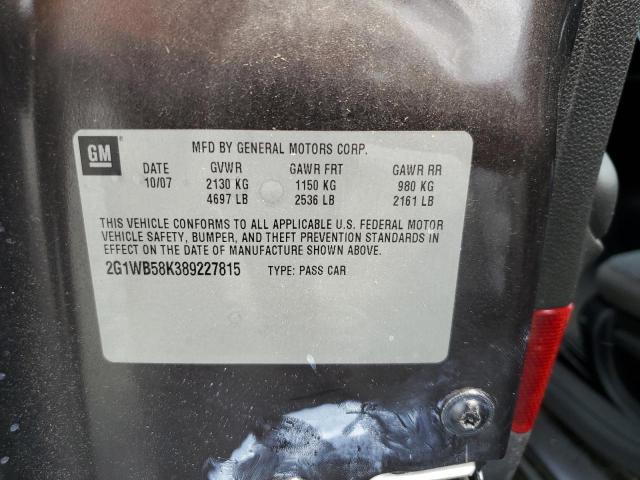 GM
MFD BY GENERAL MOTORS CORP.
DATE GVWR GAWR FRT GAWR RR
10/07 2130 KG 1150 KG 980 KG
4697 LB 2536 LB 2161 LB
THIS VEHICLE CONFORMS TO ALL APPLICABLE U.S. FEDERAL MOTOR
VEHICLE SAFETY, BUMPER, AND THEFT PREVENTION STANDARDS IN
EFFECT ON THE DATE OF MANUFACTURE SHOWN ABOVE.
2G1WB58K389227815 TYPE: PASS CAR